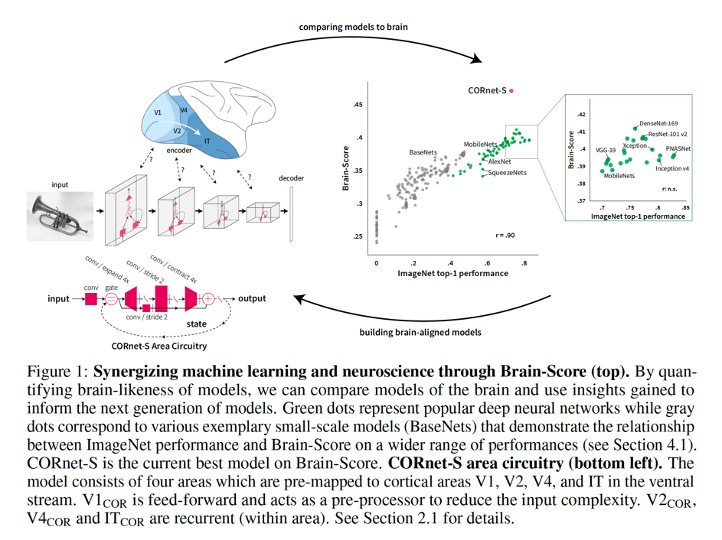 comparing models to brain
V1
V4
V2
IT
encoder
?
?
?
?
input
decoder
conv / expand 4x
conv / stride 2
conv / contract 4x
input
conv
gate
output
conv / stride 2
state
CORnet-S Area Circuitry
CORnet-S
.45
.4
.35
.3
.25
Brain-Score
BaseNets
MobileNets
AlexNet
SqueezeNets
r = .90
0
.2
.4
.6
.8
ImageNet top-1 performance
.42
.41
.4
.39
.38
.37
Brain-Score
DenseNet-169
ResNet-101 v2
Xception
VGG-19
PNASNet
Inception v4
MobileNets
r: n.s.
.7
.75
.8
.85
ImageNet top-1 performance
building brain-aligned models
Figure 1: Synergizing machine learning and neuroscience through Brain-Score (top). By quan-
tifying brain-likeness of models, we can compare models of the brain and use insights gained to
inform the next generation of models. Green dots represent popular deep neural networks while gray
dots correspond to various exemplary small-scale models (BaseNets) that demonstrate the relationship
between ImageNet performance and Brain-Score on a wider range of performances (see Section 4.1).
CORnet-S is the current best model on Brain-Score. CORnet-S area circuitry (bottom left). The
model consists of four areas which are pre-mapped to cortical areas V1, V2, V4, and IT in the ventral
stream. V1COR is feed-forward and acts as a pre-processor to reduce the input complexity. V2COR,
V4COR and ITCOR are recurrent (within area). See Section 2.1 for details.